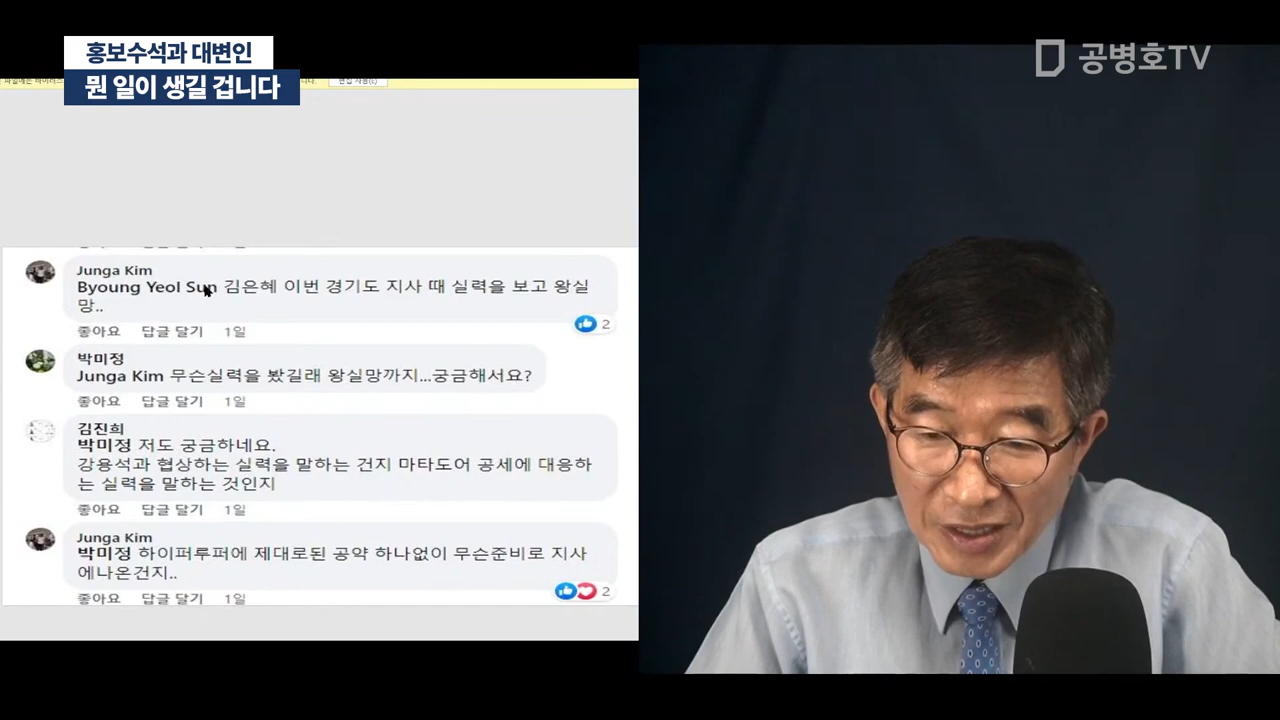 홍보수석과 대변인
뭔 일이 생길 겁니다
공병호TV
Junga Kim
Byoung Yeol Sun 김은혜 이번 경기도 지사 때 실력을 보고 왕실
망..
좋아요 답글 달기 1일
2
박미정
Junga Kim 무슨실력을 봤길래 왕실망까지...궁금해서요?
좋아요 답글 달기 1일
김진희
박미정 저도 궁금하네요.
강용석과 협상하는 실력을 말하는 건지 마타도어 공세에 대응하
는 실력을 말하는 것인지
좋아요 답글 달기 1일
Junga Kim
박미정 하이퍼루퍼에 제대로된 공약 하나없이 무슨준비로 지사
에나온건지..
좋아요 답글 달기 1일
2